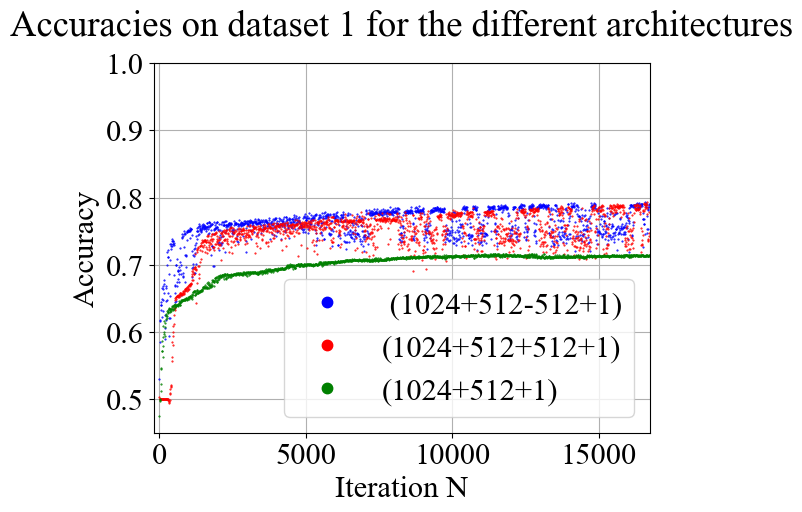 Accuracies on dataset 1 for the different architectures
1.0
0.9
0.8
0.7
0.6
0.5
Accuracy
(1024+512-512+1)
(1024+512+512+1)
(1024+512+1)
0 5000 10000 15000
Iteration N